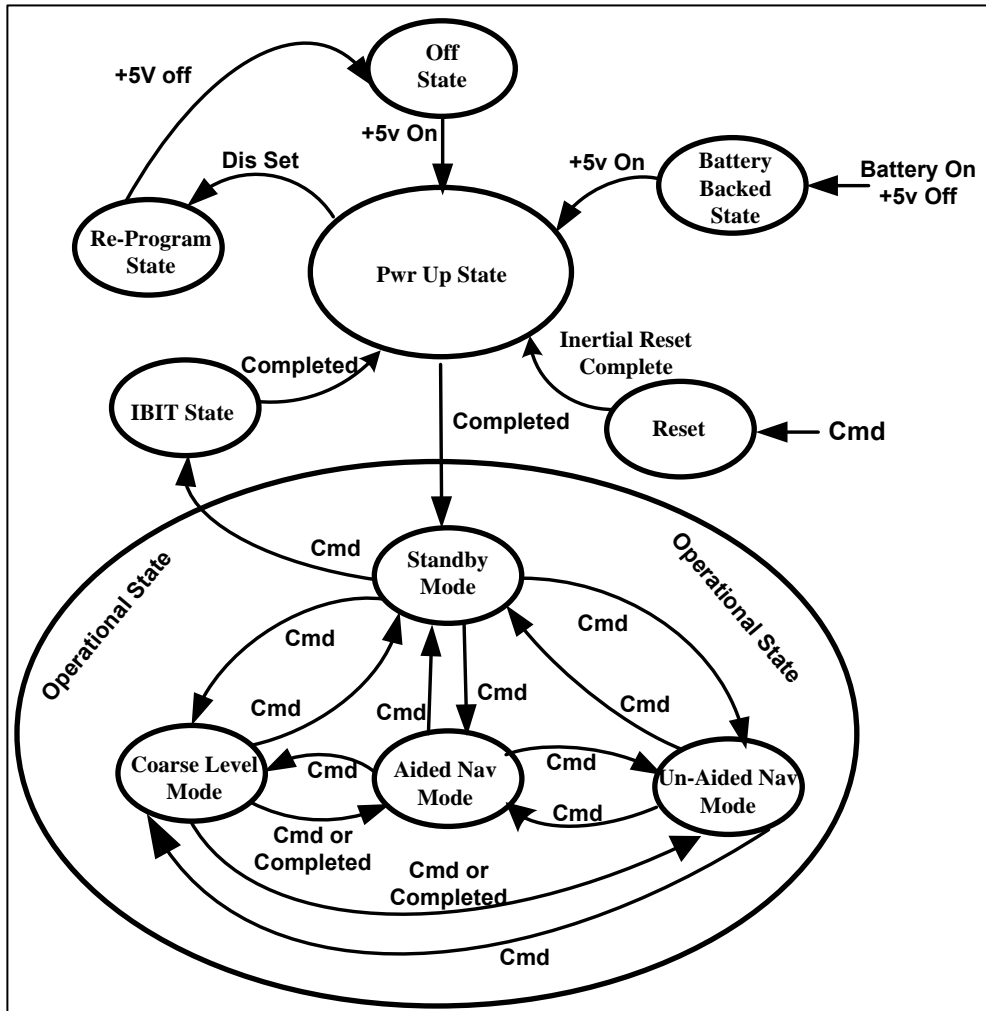 Off
State
+5V off
+5v On
Dis Set
+5v On
Battery
Backed
State
Battery On
+5v Off
Re-Program
State
Pwr Up State
Inertial Reset
Complete
Completed
IBIT State
Completed
Reset
Cmd
Operational State
Operational State
Cmd
Standby
Mode
Cmd
Cmd
Cmd
Cmd
Cmd
Cmd
Coarse Level
Mode
Cmd
Aided Nav
Mode
Cmd
Un-Aided Nav
Mode
Cmd
Cmd or
Completed
Cmd or
Completed
Cmd